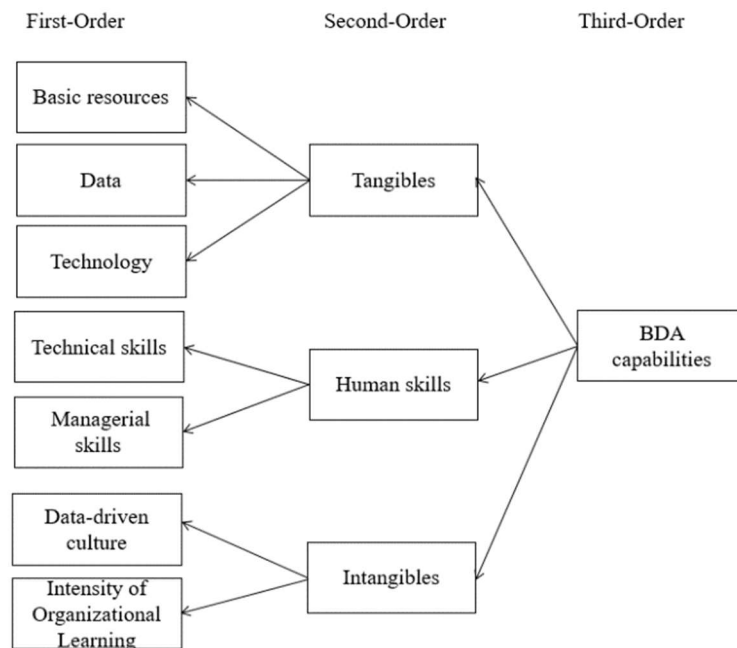 First-Order
Second-Order
Third-Order
Basic resources
Data
Technology
Technical skills
Managerial
skills
Data-driven
culture
Intensity of
Organizational
Learning
Tangibles
Human skills
Intangibles
BDA
capabilities